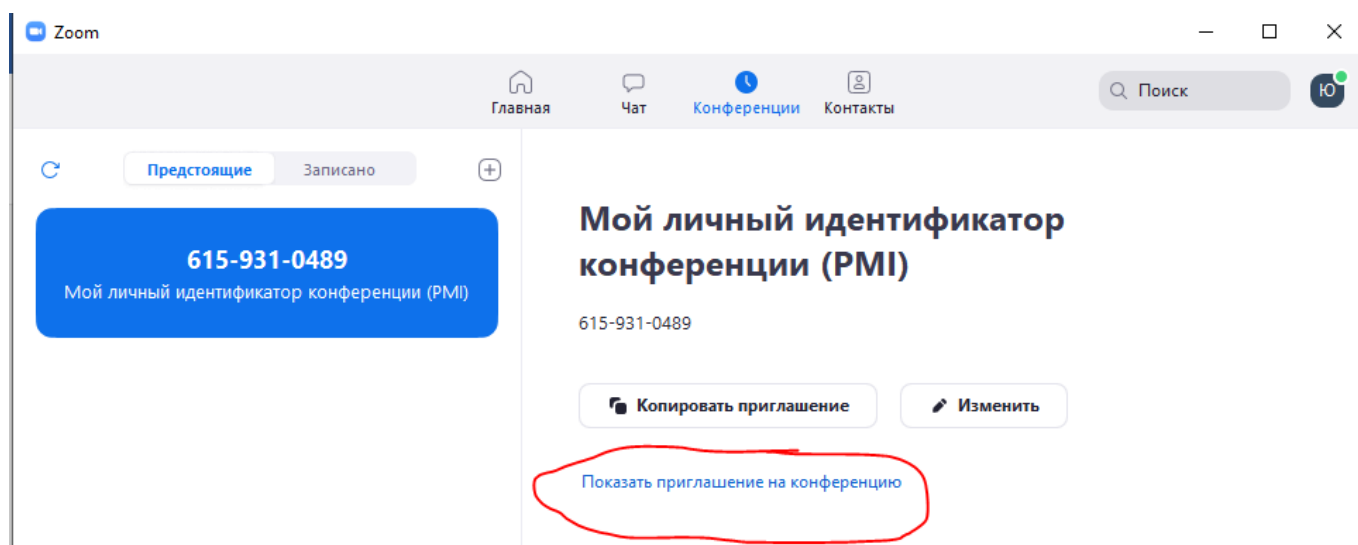 Zoom
Главная
Чат
Конференции
Контакты
Поиск
Ю
Предстоящие
Записано
615-931-0489
Мой личный идентификатор конференции (PMI)
Мой личный идентификатор
конференции (PMI)
615-931-0489
Копировать приглашение
Изменить
Показать приглашение на конференцию